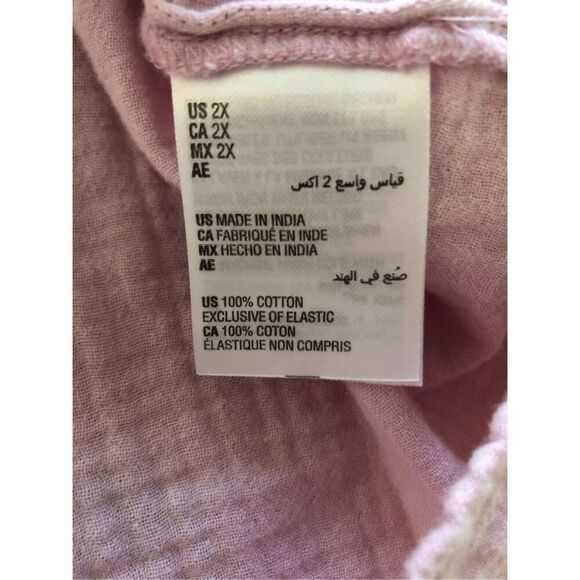 US 2X
CA 2X
MX 2X
AE
قياس واسع 2 اكس
US MADE IN INDIA
CA FABRIQUÉ EN INDE
MX HECHO EN INDIA
AE
صُنع في الهند
US 100% COTTON
EXCLUSIVE OF ELASTIC
CA 100% COTON
ÉLASTIQUE NON COMPRIS